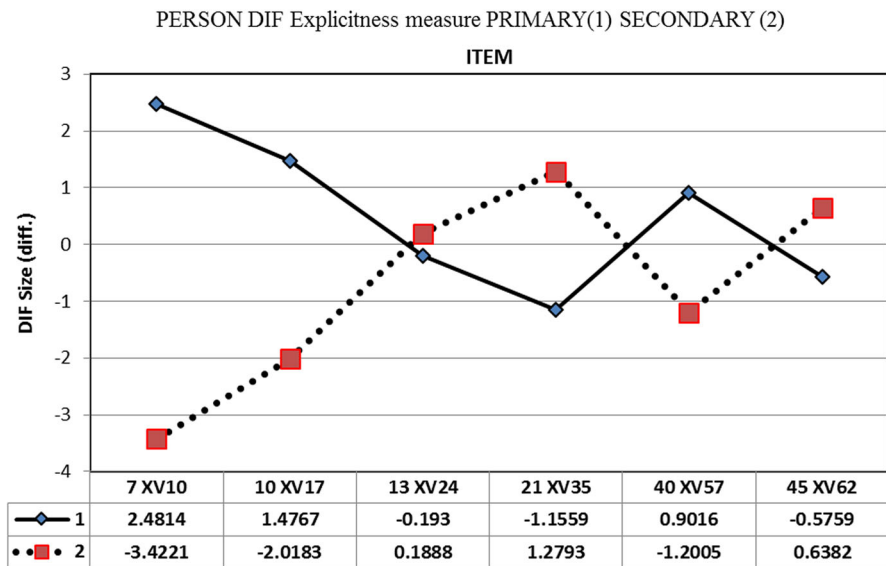 PERSON DIF Explicitness measure PRIMARY(1) SECONDARY (2)
ITEM
3
2
1
0
-1
-2
-3
-4
DIF Size (diff.)
7 XV10 10 XV17 13 XV24 21 XV35 40 XV57 45 XV62
1 2.4814 1.4767 -0.193 -1.1559 0.9016 -0.5759
2 -3.4221 -2.0183 0.1888 1.2793 -1.2005 0.6382